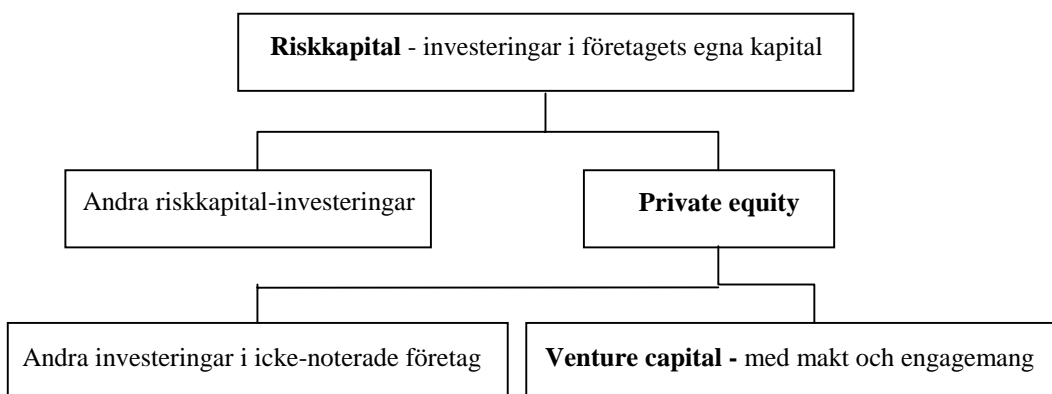 Riskkapital - investeringar i företagets egna kapital
Andra riskkapital-investeringar
Private equity
Andra investeringar i icke-noterade företag
Venture capital - med makt och engagemang